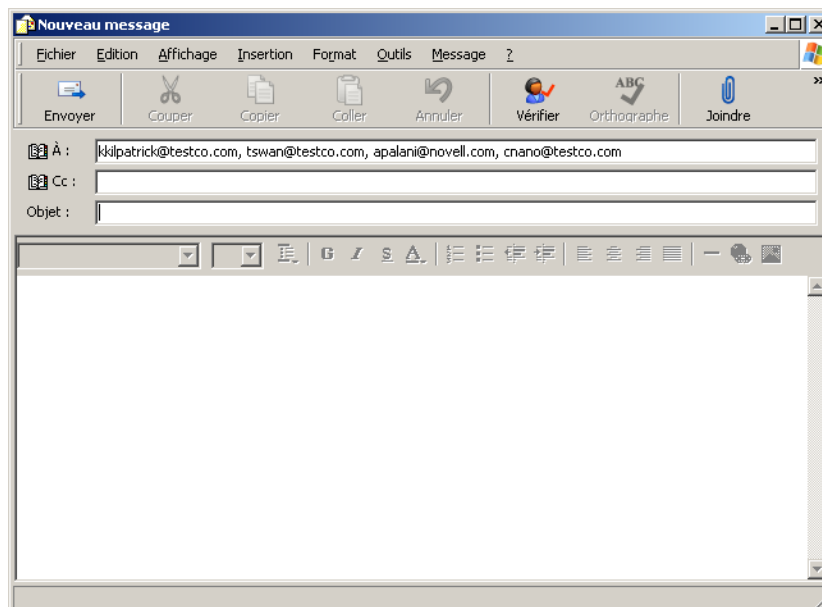 Nouveau message
Fichier Edition Affichage Insertion Format Outils Message ?
Envoyer Couper Copier Coller Annuler Vérifier Orthographe Joindre »
ABC
À : kkilpatrick@testco.com, tswan@testco.com, apalani@novell.com, cnano@testco.com
Cc :
Objet :
G I S A